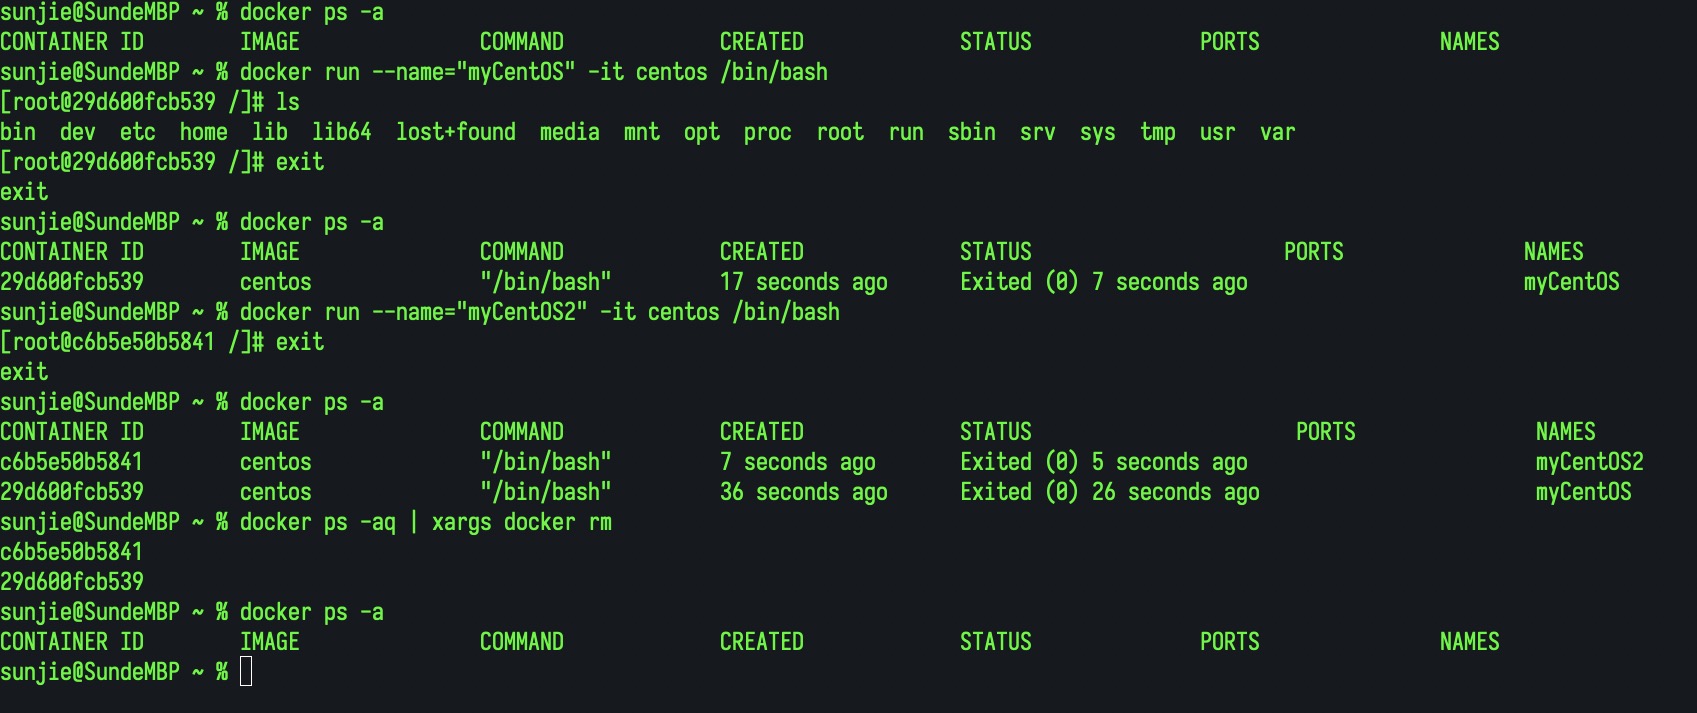 sunjie@SundeMBP ~ % docker ps -a
CONTAINER ID        IMAGE               COMMAND             CREATED             STATUS              PORTS               NAMES
sunjie@SundeMBP ~ % docker run --name="myCentOS" -it centos /bin/bash
[root@29d600fcb539 /]# ls
bin  dev  etc  home  lib  lib64  lost+found  media  mnt  opt  proc  root  run  sbin  srv  sys  tmp  usr  var
[root@29d600fcb539 /]# exit
exit
sunjie@SundeMBP ~ % docker ps -a
CONTAINER ID        IMAGE               COMMAND             CREATED             STATUS                     PORTS               NAMES
29d600fcb539        centos              "/bin/bash"         17 seconds ago      Exited (0) 7 seconds ago                       myCentOS
sunjie@SundeMBP ~ % docker run --name="myCentOS2" -it centos /bin/bash
[root@c6b5e50b5841 /]# exit
exit
sunjie@SundeMBP ~ % docker ps -a
CONTAINER ID        IMAGE               COMMAND             CREATED             STATUS                      PORTS               NAMES
c6b5e50b5841        centos              "/bin/bash"         7 seconds ago       Exited (0) 5 seconds ago                        myCentOS2
29d600fcb539        centos              "/bin/bash"         36 seconds ago      Exited (0) 26 seconds ago                       myCentOS
sunjie@SundeMBP ~ % docker ps -aq | xargs docker rm
c6b5e50b5841
29d600fcb539
sunjie@SundeMBP ~ % docker ps -a
CONTAINER ID        IMAGE               COMMAND             CREATED             STATUS              PORTS               NAMES
sunjie@SundeMBP ~ %